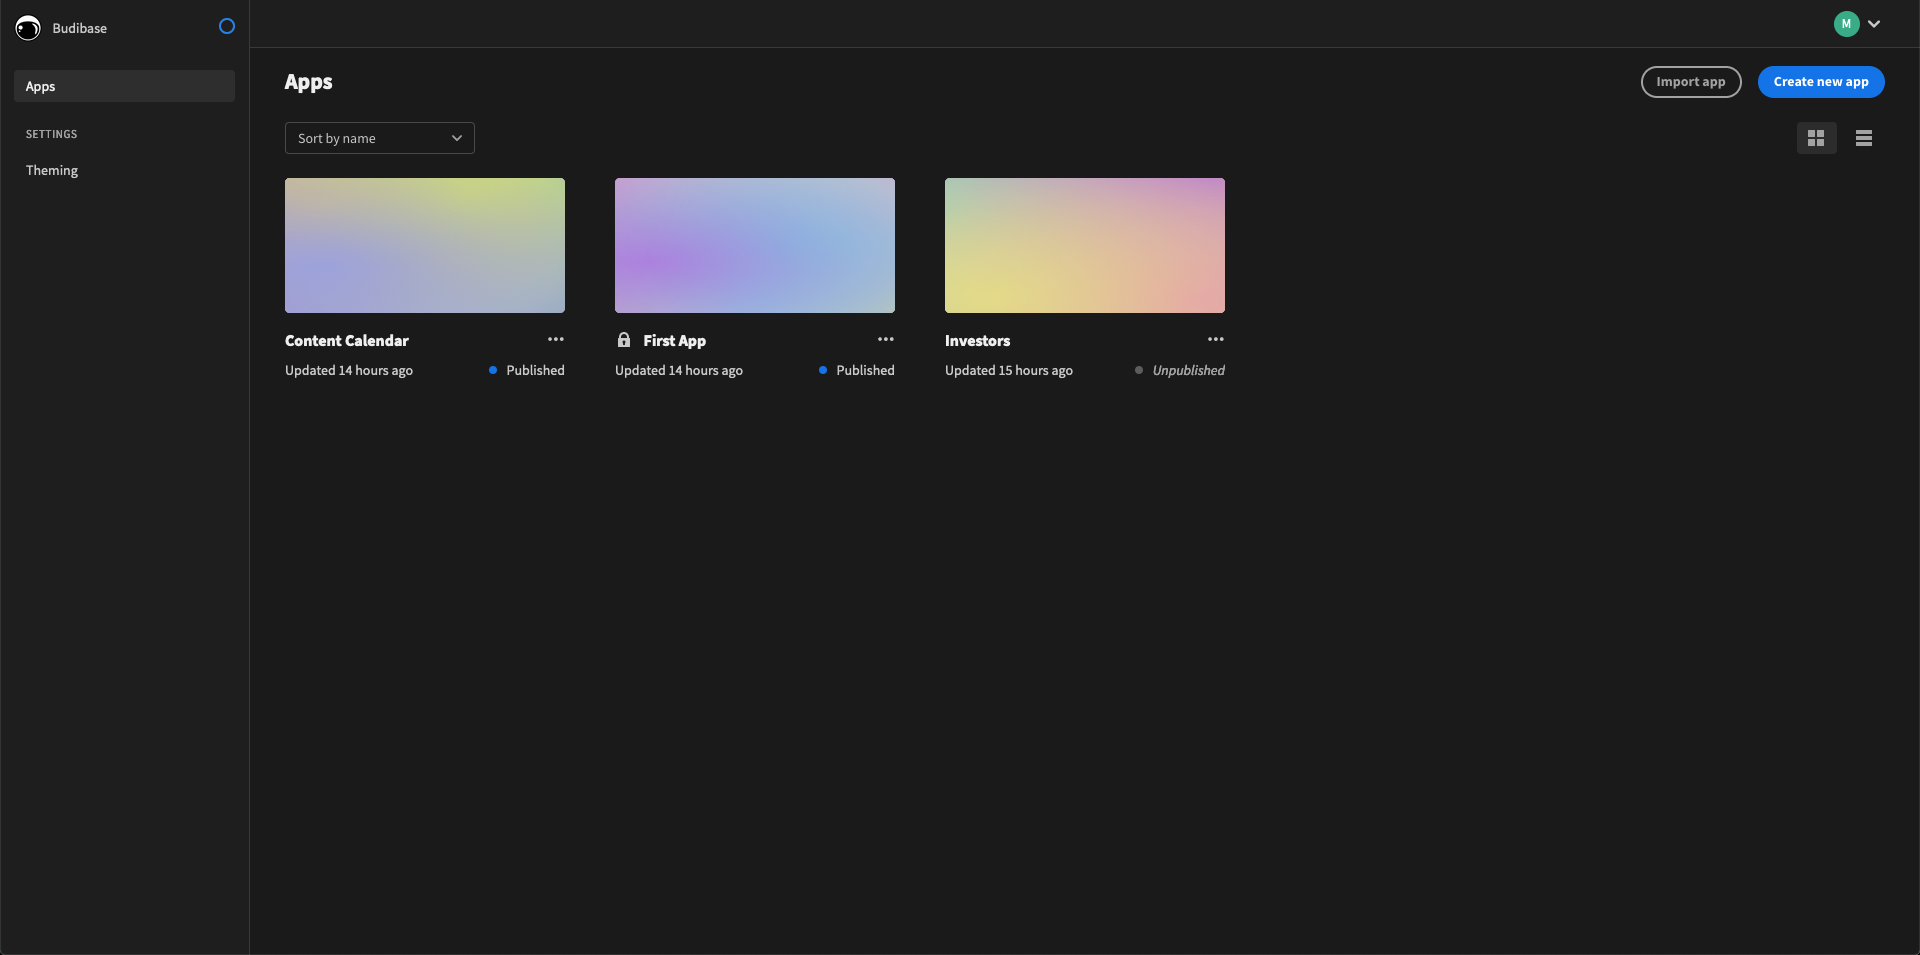 Budibase
M
Apps
SETTINGS
Theming
Apps
Import app
Create new app
Sort by name
Content Calendar
Updated 14 hours ago
Published
First App
Updated 14 hours ago
Published
Investors
Updated 15 hours ago
Unpublished